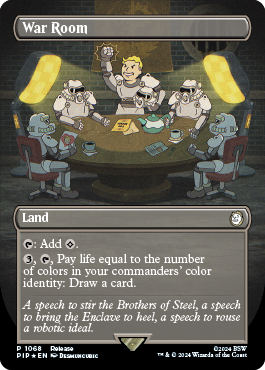 War Room
Land
: Add .
3, , Pay life equal to the number
of colors in your commanders' color
identity: Draw a card.
A speech to stir the Brothers of Steel, a speech
to bring the Enclave to heel, a speech to rouse
a robotic ideal.
P 1068 Release ©2024 BSW
PIP★EN DESMUNCUBIC ™ & © 2024 Wizards of the Coast